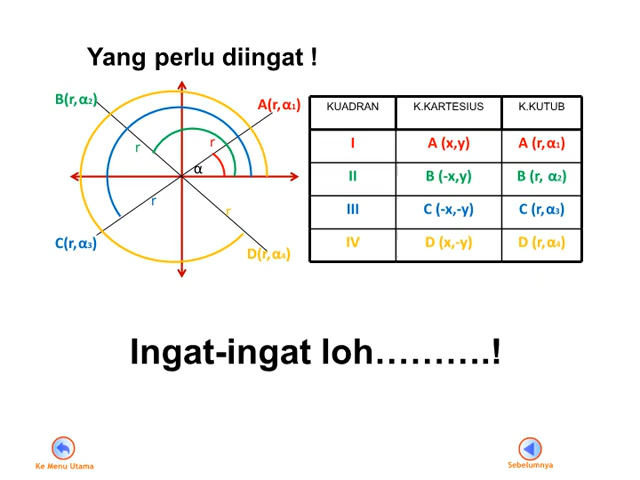 Yang perlu diingat !
B(r,α₂)
A(r,α₁)
r
r
α
r
r
C(r,α₃)
D(r,α₄)
KUADRAN K.KARTESIUS K.KUTUB
I A (x,y) A (r,α₁)
II B (-x,y) B (r, α₂)
III C (-x,-y) C (r,α₃)
IV D (x,-y) D (r,α₄)
Ingat-ingat loh……….!
Ke Menu Utama
Sebelumnya